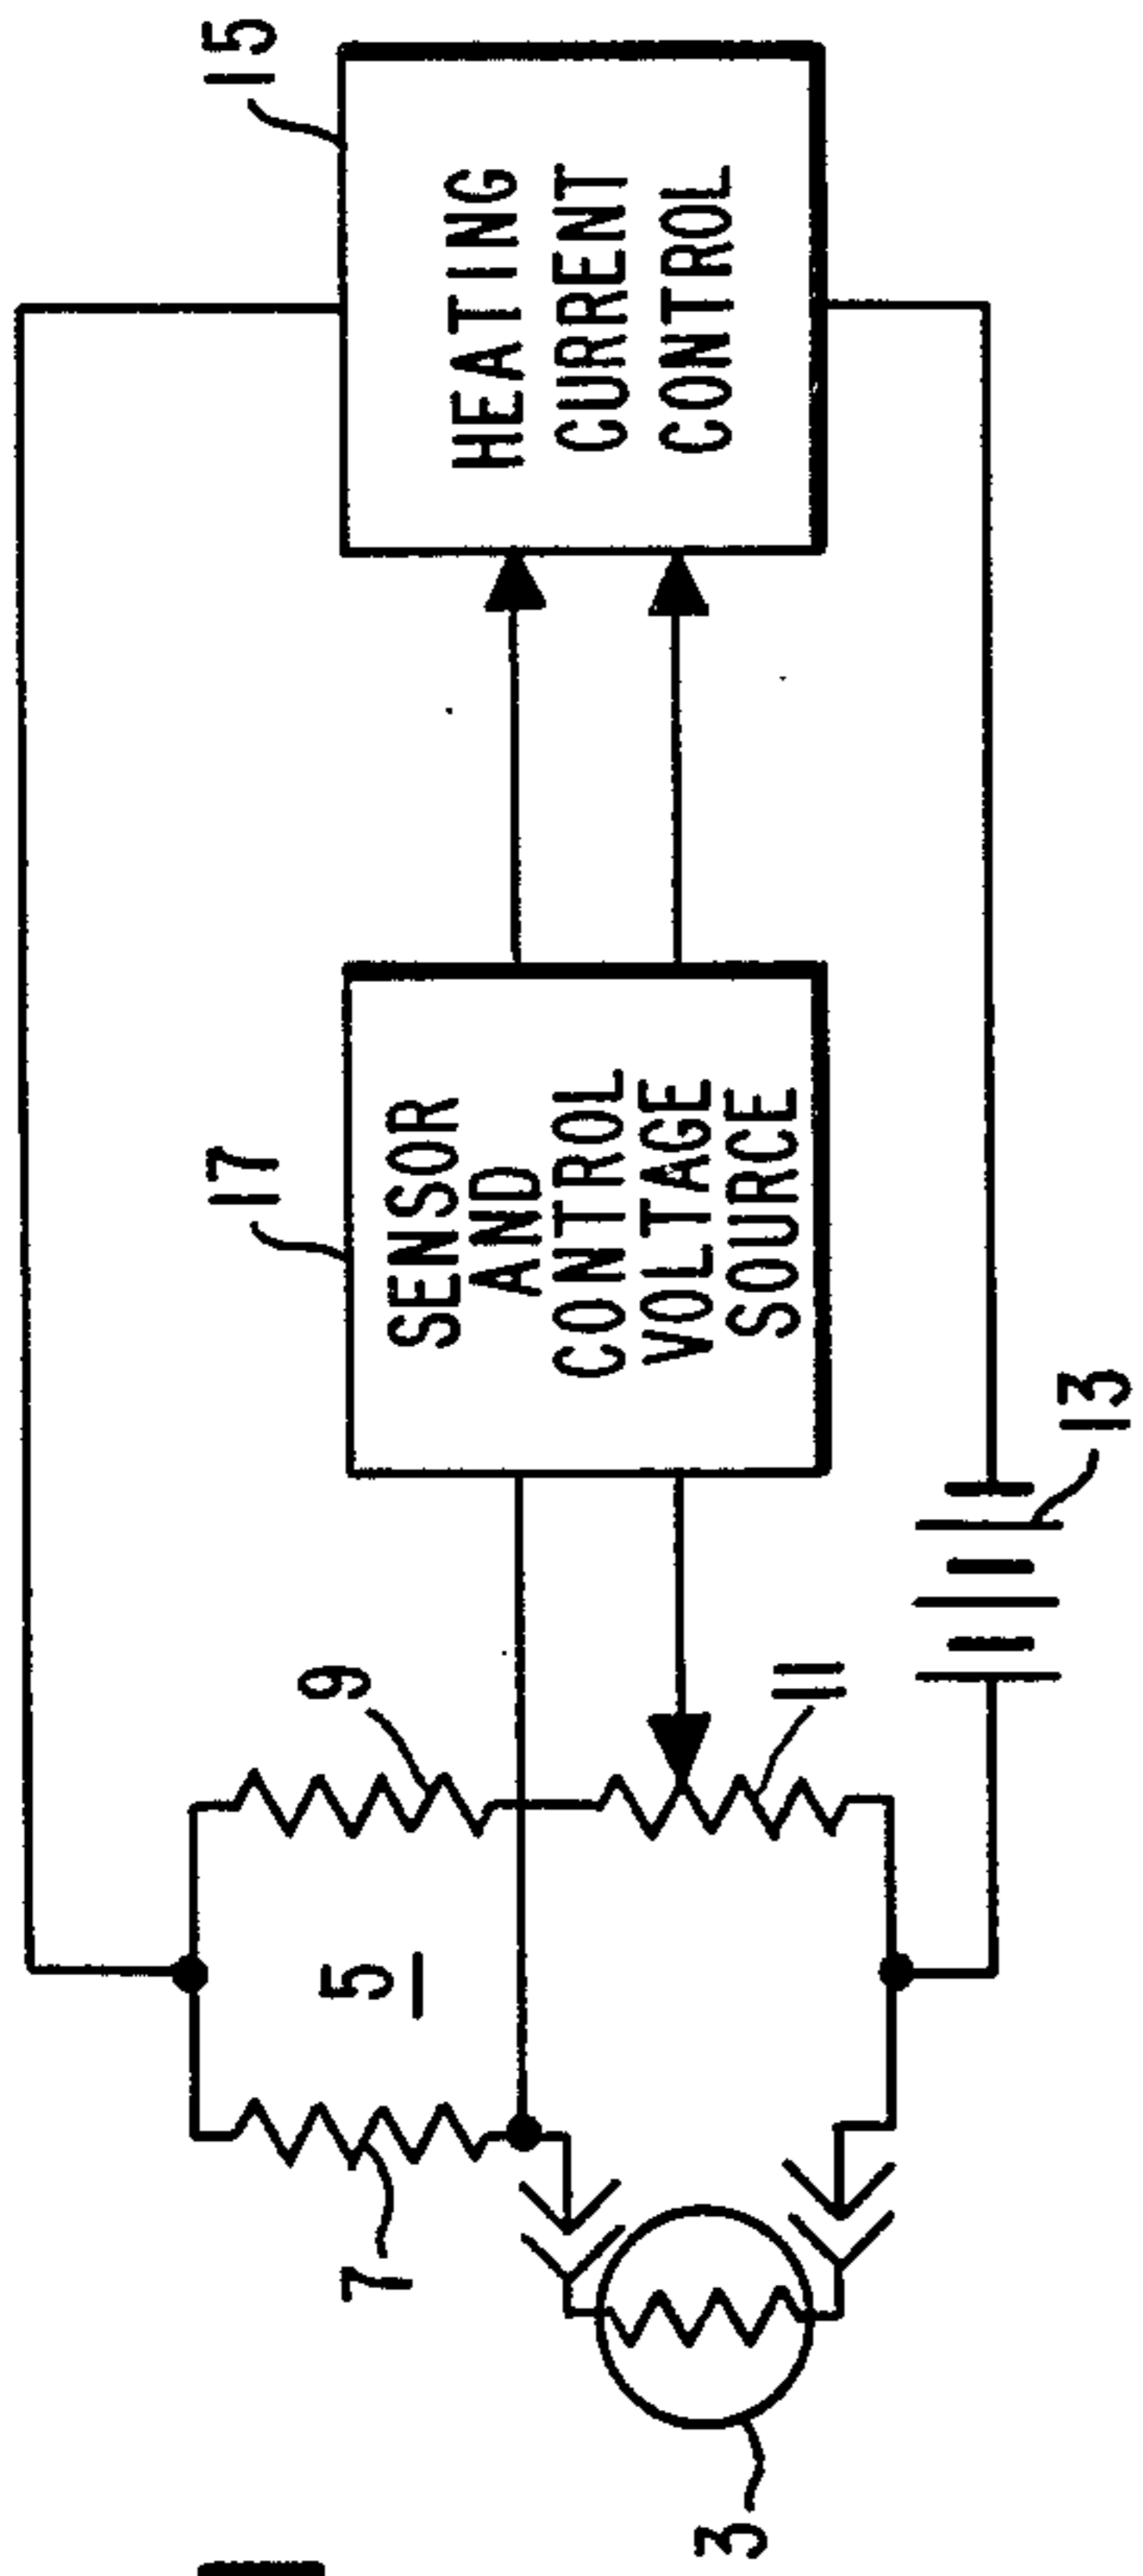 15
HEATING
CURRENT
CONTROL
17
SENSOR
AND
CONTROL
VOLTAGE
SOURCE
13
9
11
5
7
3